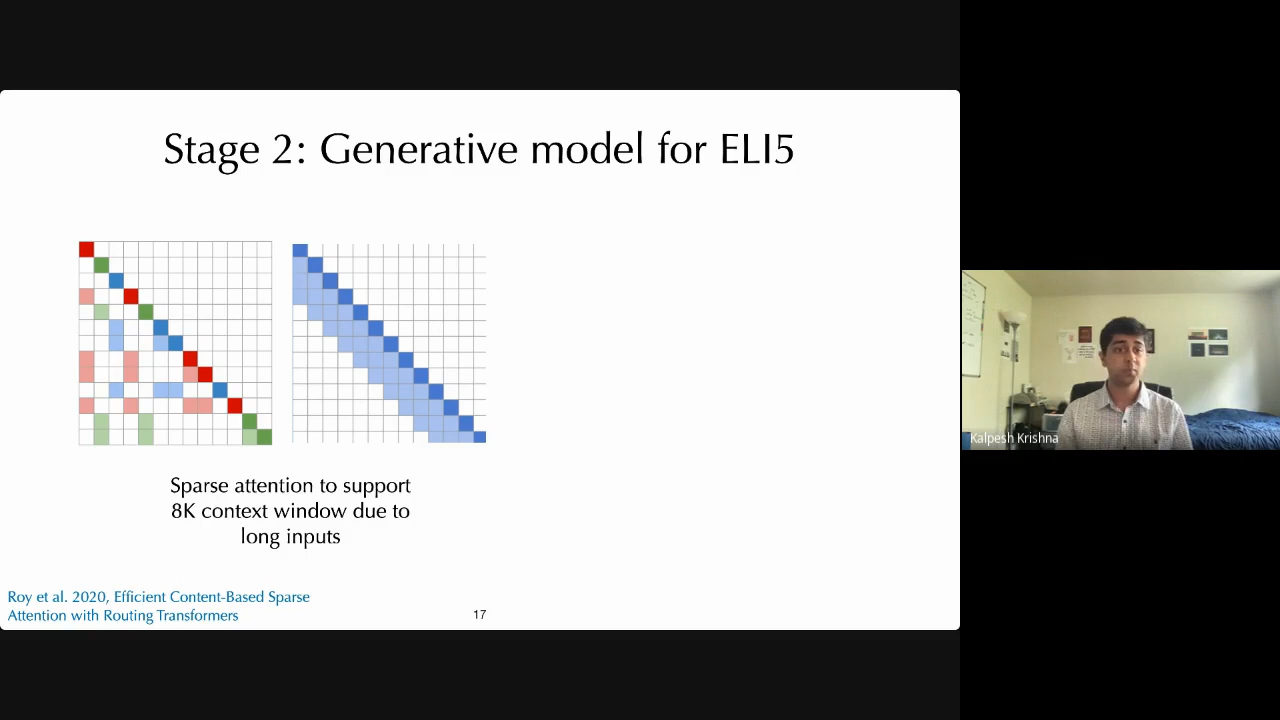 Stage 2: Generative model for ELI5
Sparse attention to support
8K context window due to
long inputs
Roy et al. 2020, Efficient Content-Based Sparse
Attention with Routing Transformers
17
Kalpesh Krishna